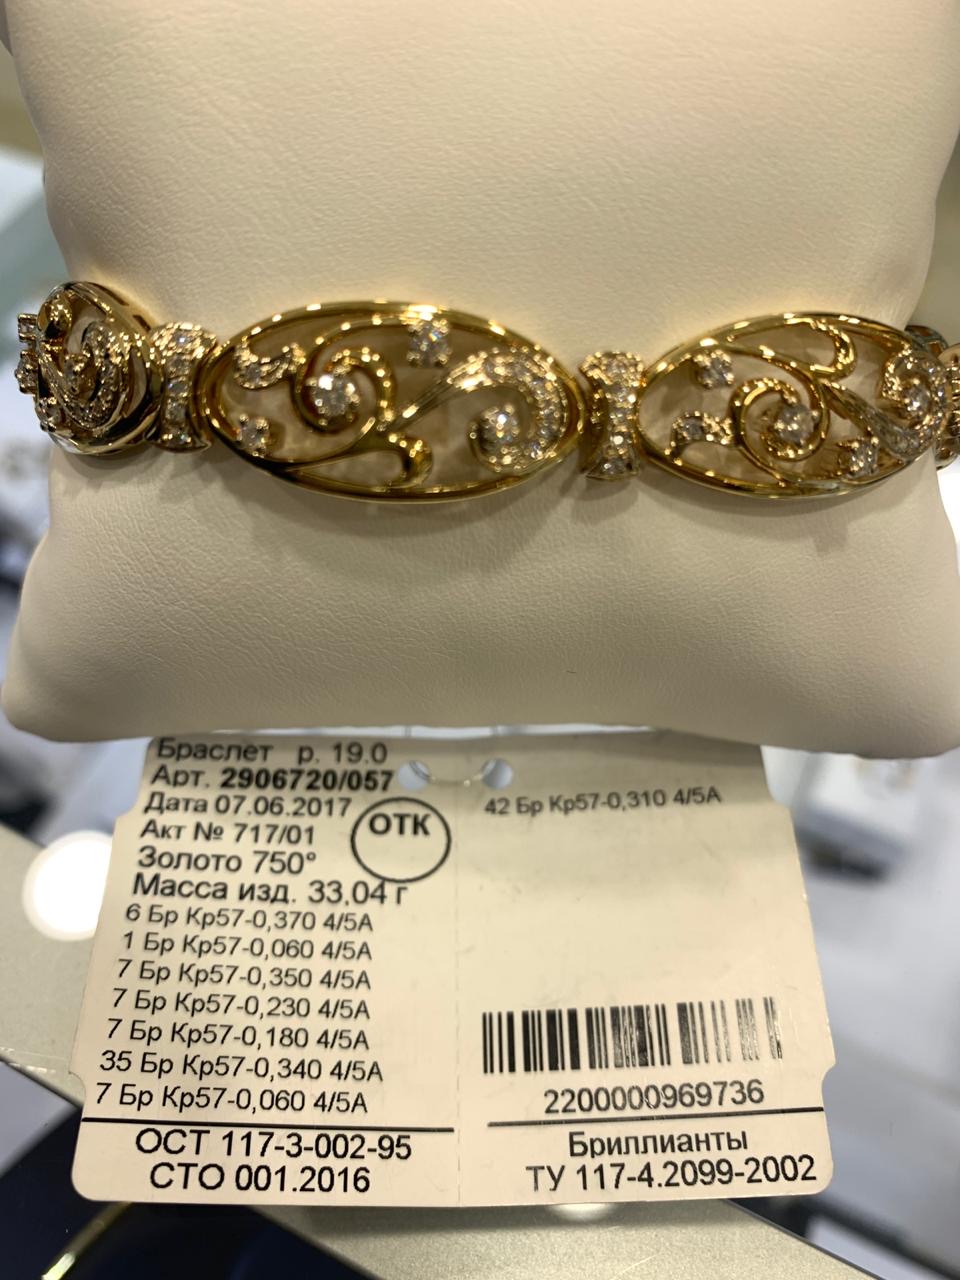 Браслет р. 19.0
Арт. 2906720/057
Дата 07.06.2017
Акт № 717/01
ОТК
Золото 750°
Масса изд. 33,04 г
6 Бр Кр57-0,370 4/5А
1 Бр Кр57-0,060 4/5А
7 Бр Кр57-0,350 4/5А
7 Бр Кр57-0,230 4/5А
7 Бр Кр57-0,180 4/5А
35 Бр Кр57-0,340 4/5А
7 Бр Кр57-0,060 4/5А
ОСТ 117-3-002-95
СТО 001.2016
42 Бр Кр57-0,310 4/5А
2200000969736
Бриллианты
ТУ 117-4.2099-2002